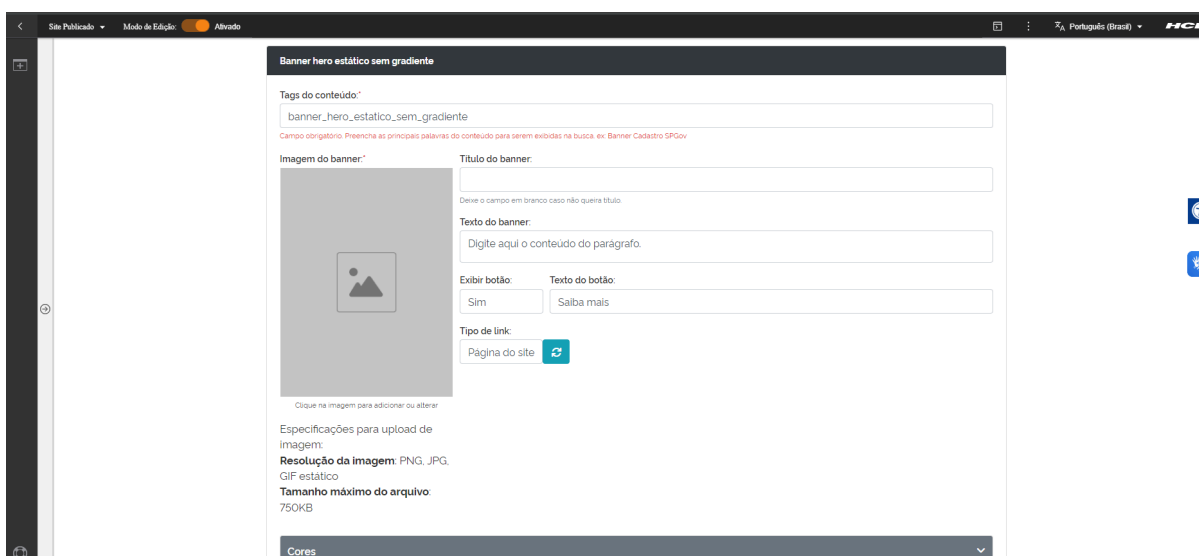 Site Publicado
Modo de Edição:
Ativado
Português (Brasil)
Banner hero estático sem gradiente
Tags do conteúdo:*
banner_hero_estatico_sem_gradiente
Campo obrigatório. Preencha as principais palavras do conteúdo para serem exibidas na busca. ex: Banner Cadastro SPGov
Imagem do banner:*
Título do banner:
Deixe o campo em branco caso não queira título.
Texto do banner:
Digite aqui o conteúdo do parágrafo.
Exibir botão:
Texto do botão:
Sim
Saiba mais
Tipo de link:
Página do site
Clique na imagem para adicionar ou alterar
Especificações para upload de
imagem:
Resolução da imagem: PNG, JPG,
GIF estático
Tamanho máximo do arquivo:
750KB
Cores